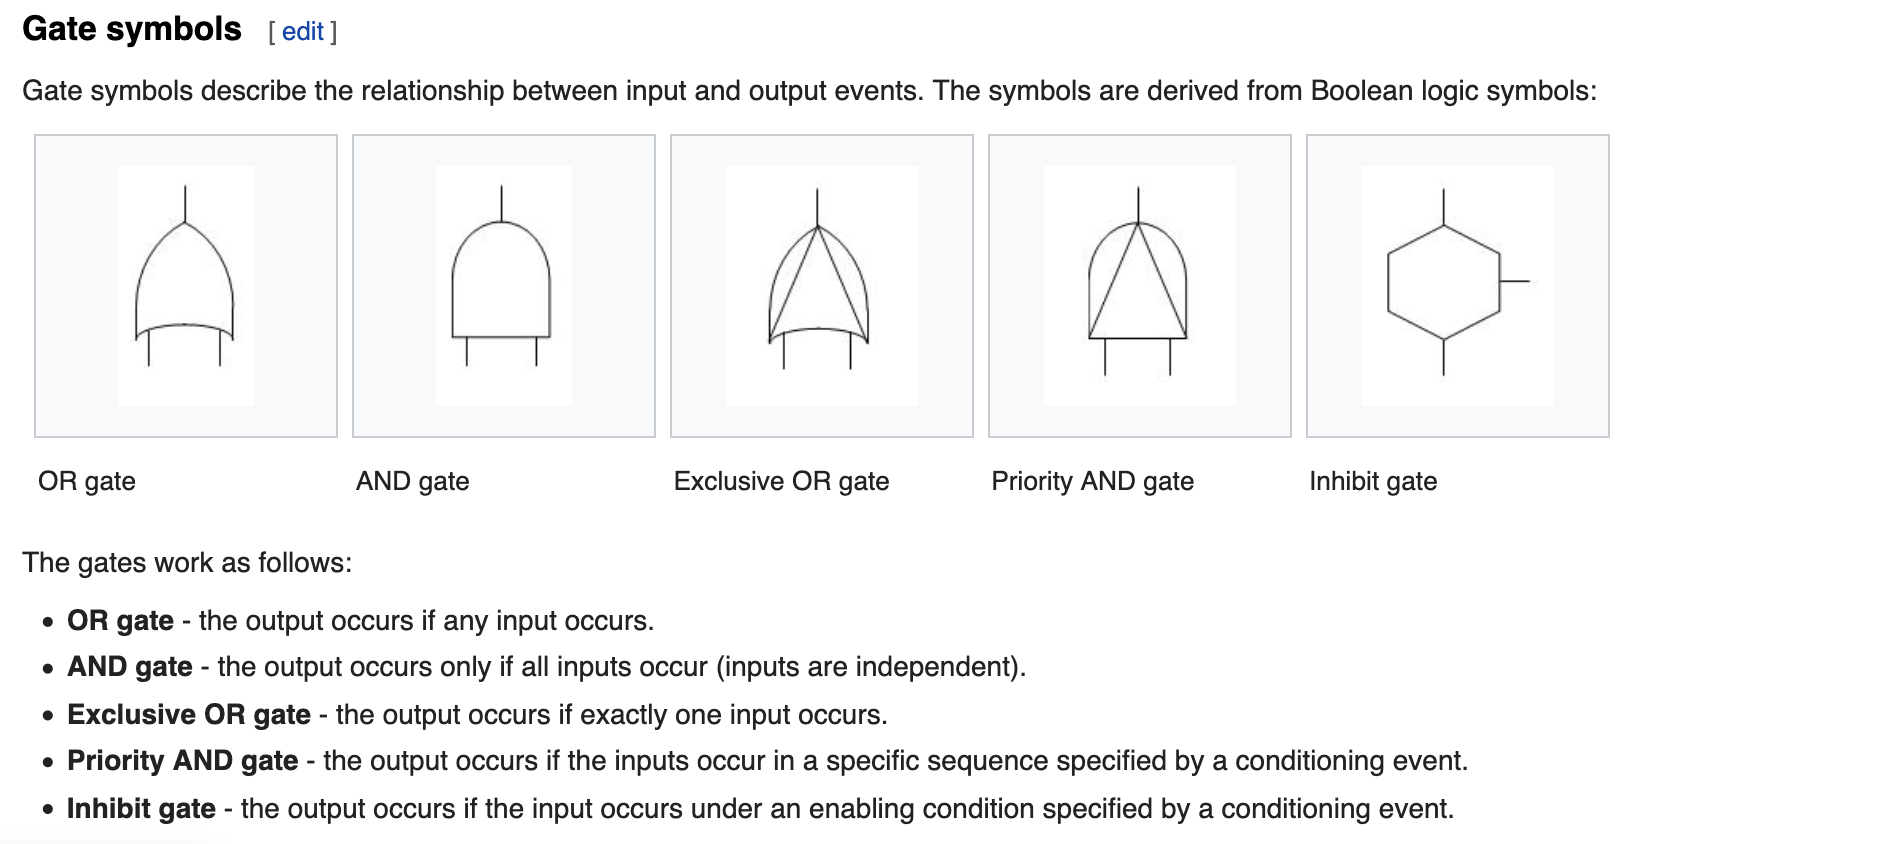 Gate symbols [ edit ]
Gate symbols describe the relationship between input and output events. The symbols are derived from Boolean logic symbols:
OR gate
AND gate
Exclusive OR gate
Priority AND gate
Inhibit gate
The gates work as follows:
• OR gate - the output occurs if any input occurs.
• AND gate - the output occurs only if all inputs occur (inputs are independent).
• Exclusive OR gate - the output occurs if exactly one input occurs.
• Priority AND gate - the output occurs if the inputs occur in a specific sequence specified by a conditioning event.
• Inhibit gate - the output occurs if the input occurs under an enabling condition specified by a conditioning event.